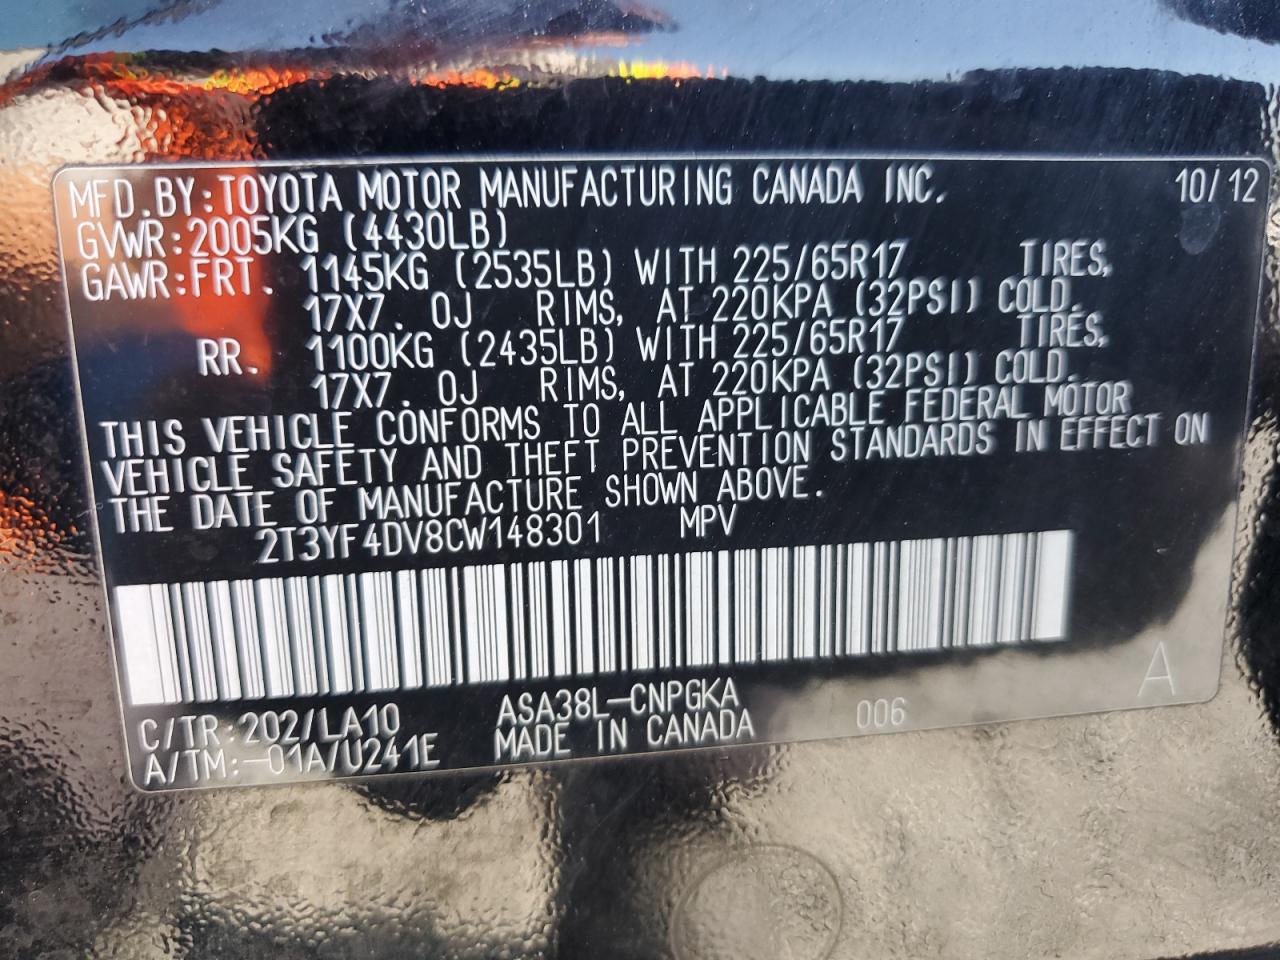 MFD.BY:TOYOTA MOTOR MANUFACTURING CANADA INC. 10/12
GVWR:2005KG (4430LB)
GAWR:FRT. 1145KG (2535LB) WITH 225/65R17 TIRES,
17X7.0J RIMS, AT 220KPA (32PSI) COLD.
RR. 1100KG (2435LB) WITH 225/65R17 TIRES,
17X7.0J RIMS, AT 220KPA (32PSI) COLD.
THIS VEHICLE CONFORMS TO ALL APPLICABLE FEDERAL MOTOR
VEHICLE SAFETY AND THEFT PREVENTION STANDARDS IN EFFECT ON
THE DATE OF MANUFACTURE SHOWN ABOVE.
2T3YF4DV8CW148301 MPV
C/TR:202/LA10 ASA38L-CNPGKA 006 A
A/TM:-01A/U241E MADE IN CANADA